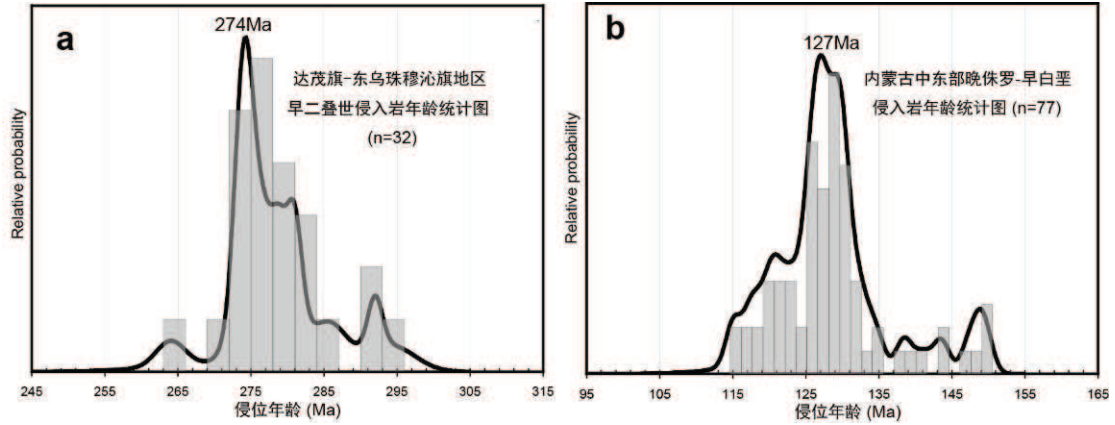 a
274Ma
达茂旗-东乌珠穆沁旗地区
早二叠世侵入岩年龄统计图
(n=32)
Relative probability
245 255 265 275 285 295 305 315
侵位年龄 (Ma)
b
127Ma
内蒙古中东部晚侏罗-早白垩
侵入岩年龄统计图 (n=77)
Relative probability
95 105 115 125 135 145 155 165
侵位年龄 (Ma)